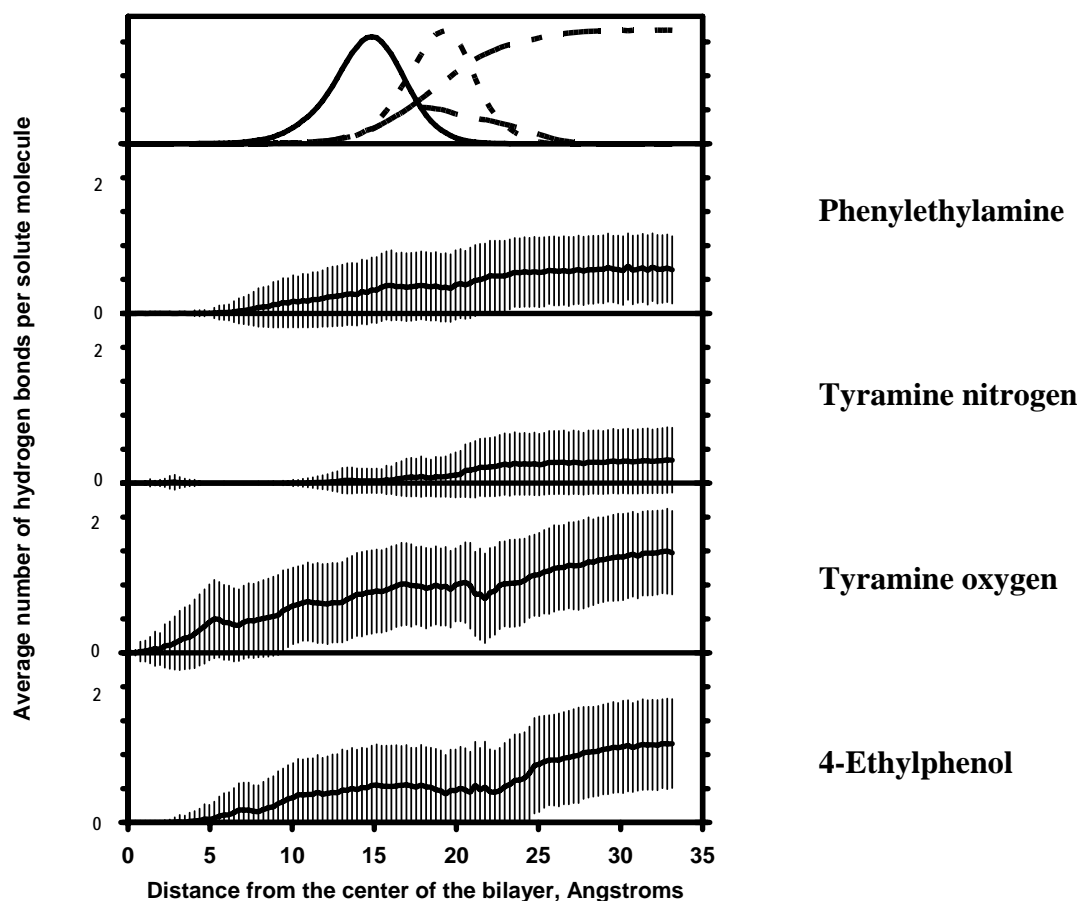 Average number of hydrogen bonds per solute molecule
2
0
Phenylethylamine
2
0
Tyramine nitrogen
2
0
Tyramine oxygen
2
0
4-Ethylphenol
0 5 10 15 20 25 30 35
Distance from the center of the bilayer, Angstroms